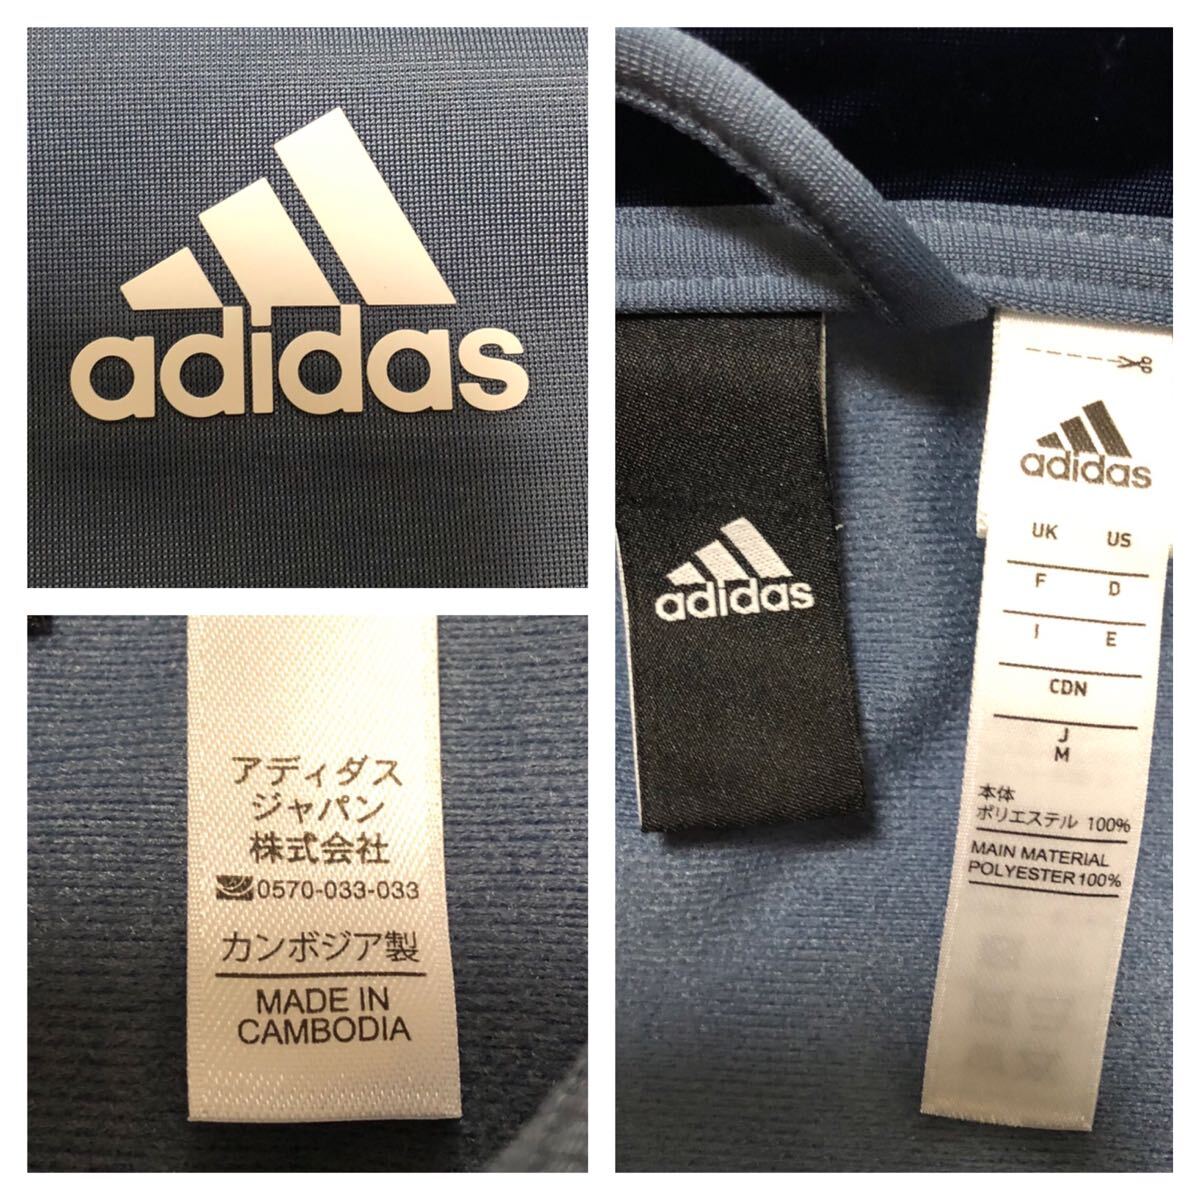 adidas
アディダス
ジャパン
株式会社
0570-033-033
カンボジア製
MADE IN
CAMBODIA
adidas
adidas
UK US
F D
I E
CDN
J
M
本体
ポリエステル 100%
MAIN MATERIAL
POLYESTER100%